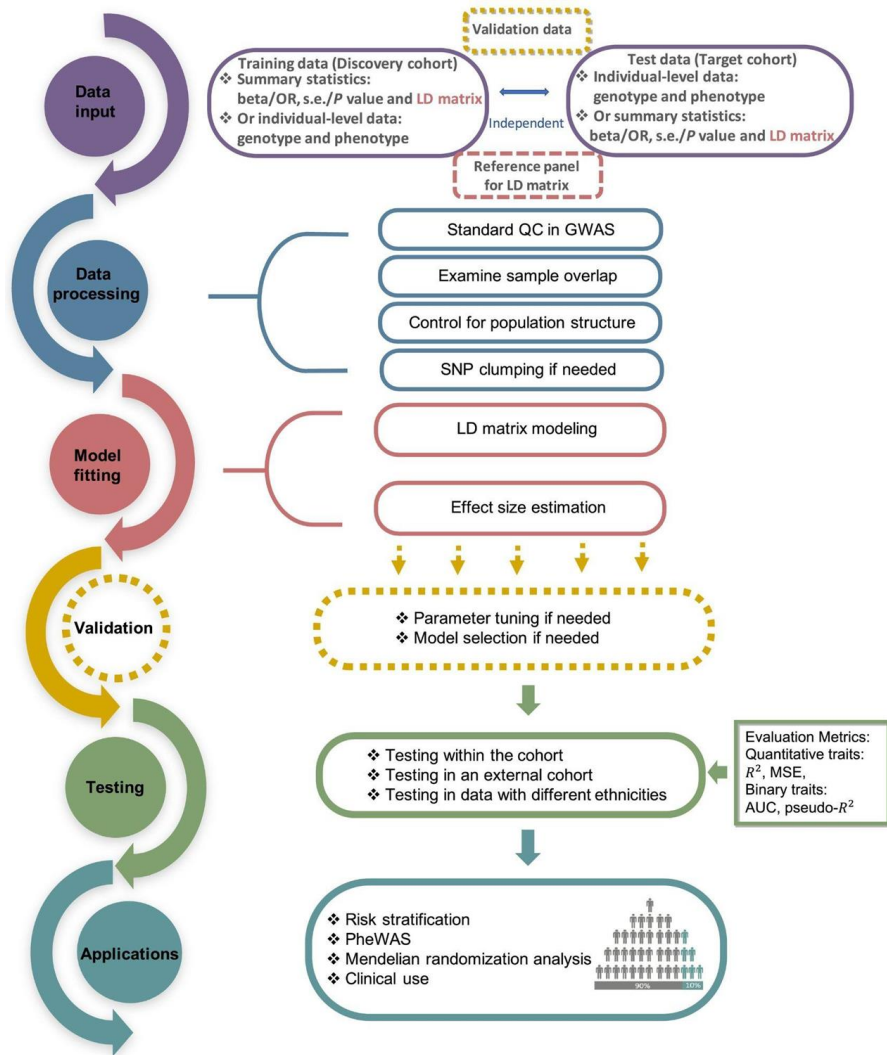 Data
input
Validation data
Training data (Discovery cohort)
❖ Summary statistics:
beta/OR, s.e./P value and LD matrix
❖ Or individual-level data:
genotype and phenotype
Independent
Test data (Target cohort)
❖ Individual-level data:
genotype and phenotype
❖ Or summary statistics:
beta/OR, s.e./P value and LD matrix
Reference panel
for LD matrix
Data
processing
Standard QC in GWAS
Examine sample overlap
Control for population structure
SNP clumping if needed
Model
fitting
LD matrix modeling
Effect size estimation
Validation
❖ Parameter tuning if needed
❖ Model selection if needed
Testing
❖ Testing within the cohort
❖ Testing in an external cohort
❖ Testing in data with different ethnicities
Evaluation Metrics:
Quantitative traits:
R², MSE,
Binary traits:
AUC, pseudo-R²
Applications
❖ Risk stratification
❖ PheWAS
❖ Mendelian randomization analysis
❖ Clinical use
90% 10%